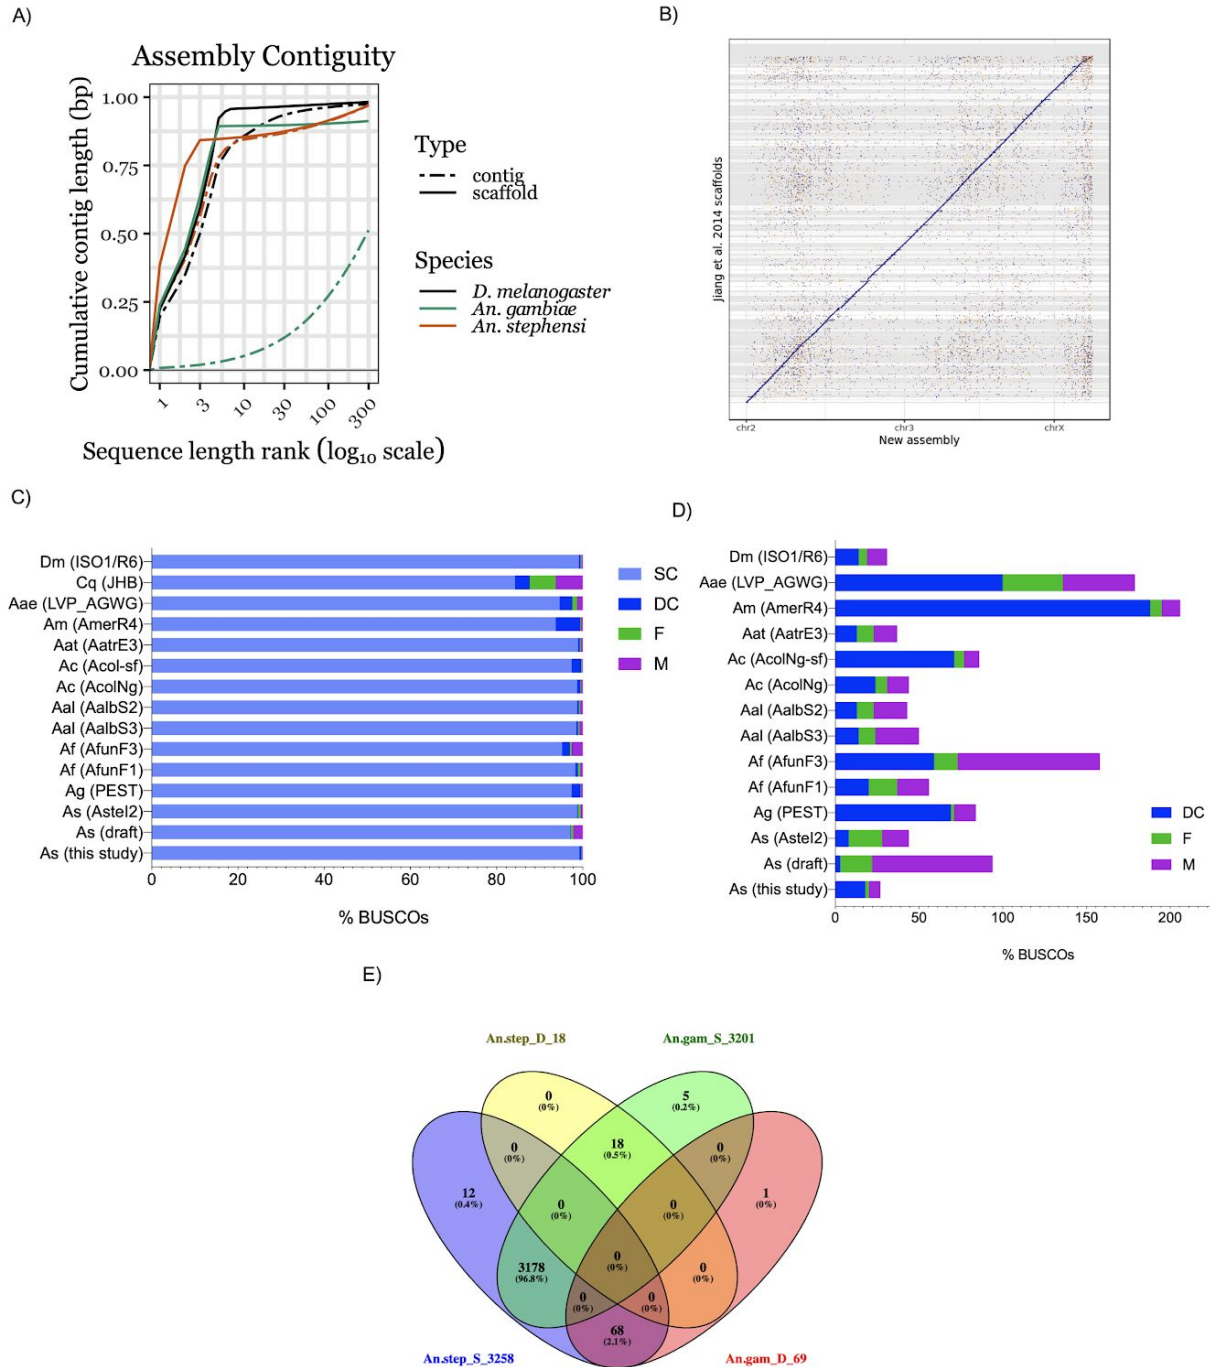 A)
Assembly Contiguity
Cumulative contig length (bp)
1.00
0.75
0.50
0.25
0.00
1
3
10
30
100
300
Sequence length rank (log₁₀ scale)
Type
contig
scaffold
Species
D. melanogaster
An. gambiae
An. stephensi
B)
Jiang et al. 2014 scaffolds
chr2
chr3
chrX
New assembly
C)
Dm (ISO1/R6)
Cq (JHB)
Aae (LVP_AGWG)
Am (AmerR4)
Aat (AatrE3)
Ac (Acol-sf)
Ac (AcolNg)
Aal (AalbS2)
Aal (AalbS3)
Af (AfunF3)
Af (AfunF1)
Ag (PEST)
As (Astel2)
As (draft)
As (this study)
0
20
40
60
80
100
% BUSCOs
SC
DC
F
M
D)
Dm (ISO1/R6)
Aae (LVP_AGWG)
Am (AmerR4)
Aat (AatrE3)
Ac (AcolNg-sf)
Ac (AcolNg)
Aal (AalbS2)
Aal (AalbS3)
Af (AfunF3)
Af (AfunF1)
Ag (PEST)
As (Astel2)
As (draft)
As (this study)
0
50
100
150
200
% BUSCOs
DC
F
M
E)
An.step_D_18
An.gam_S_3201
0
(0%)
5
(0.2%)
0
(0%)
18
(0.5%)
0
(0%)
12
(0.4%)
0
(0%)
0
(0%)
1
(0%)
3178
(96.8%)
0
(0%)
0
(0%)
0
(0%)
0
(0%)
68
(2.1%)
An.step_S_3258
An.gam_D_69